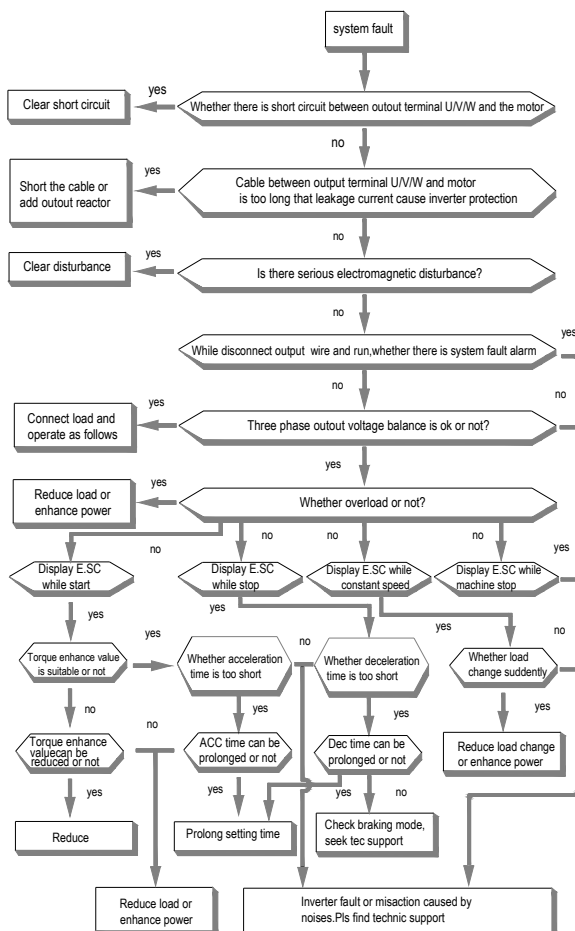 system fault
yes
Clear short circuit
Whether there is short circuit between outout terminal U/V/W and the motor
no
yes
Short the cable or
add outout reactor
Cable between output terminal U/V/W and motor
is too long that leakage current cause inverter protection
no
yes
Clear disturbance
Is there serious electromagnetic disturbance?
no
no
yes
While disconnect output wire and run,whether there is system fault alarm
no
no
yes
Connect load and
operate as follows
Three phase outout voltage balance is ok or not?
yes
yes
Reduce load or
enhance power
Whether overload or not?
no
no
no
no
yes
Display E.SC
while start
Display E.SC
while stop
Display E.SC while
constant speed
Display E.SC while
machine stop
yes
yes
yes
yes
no
no
Torque enhance value
is suitable or not
Whether acceleration
time is too short
Whether deceleration
time is too short
Whether load
change suddently
no
yes
yes
yes
no
Torque enhance
valuecan be
reduced or not
ACC time can be
prolonged or not
Dec time can be
prolonged or not
Reduce load change
or enhance power
yes
yes
yes
no
Reduce
Prolong setting time
Check braking mode,
seek tec support
Reduce load or
enhance power
Inverter fault or misaction caused by
noises.Pls find technic support